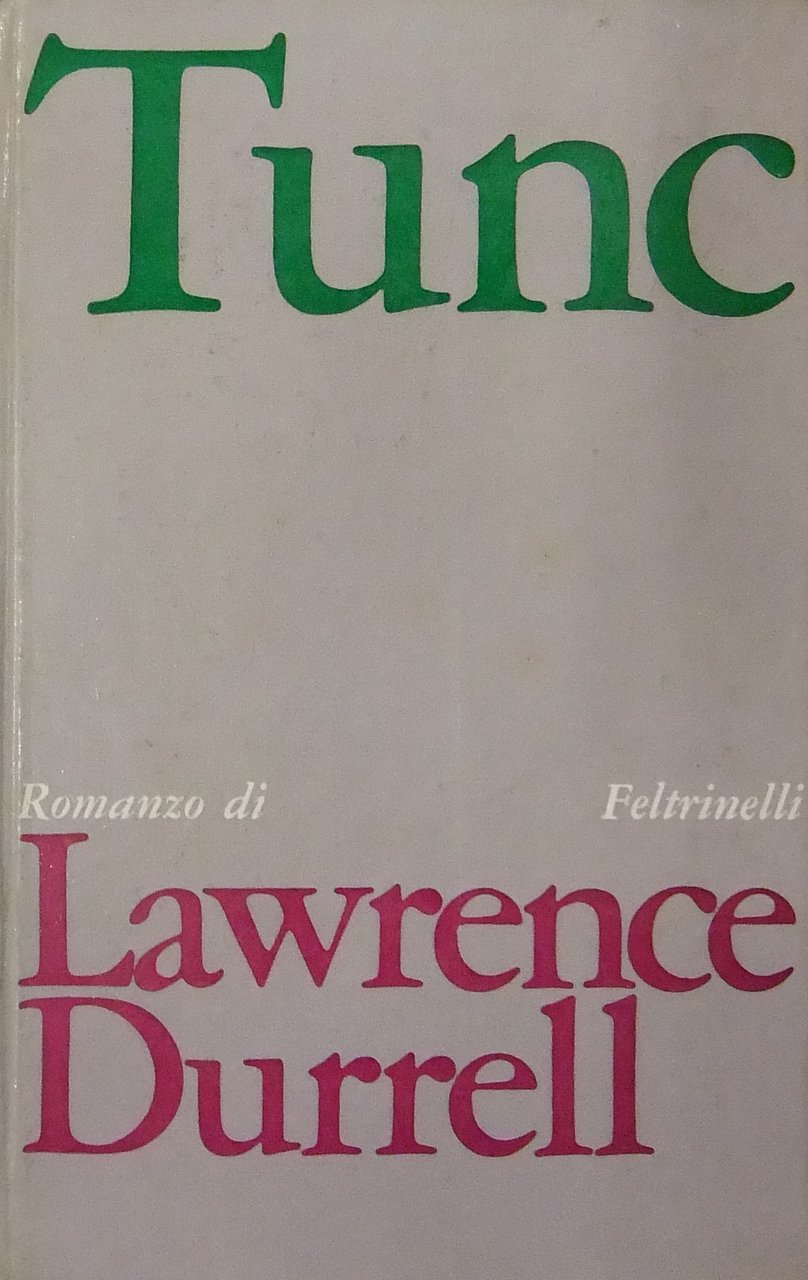 Tunc
Romanzo di Feltrinelli
Lawrence
Durrell